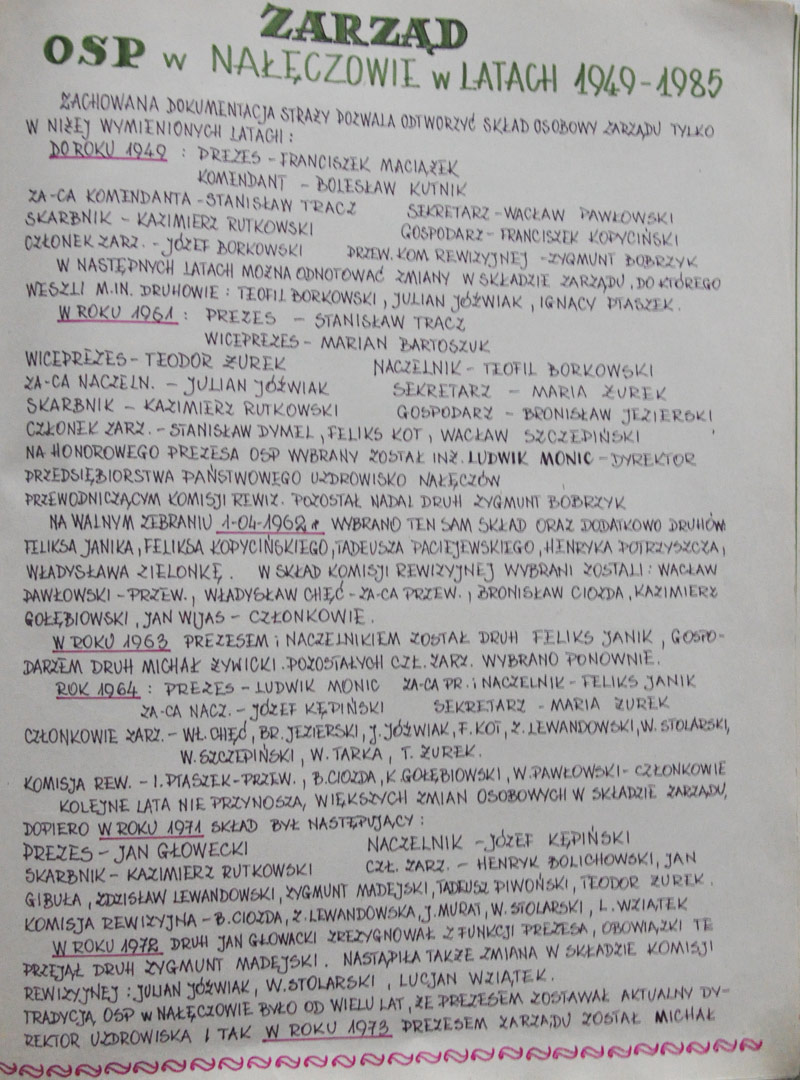 ZARZĄD
OSP w NAŁĘCZOWIE w LATACH 1949-1985
ZACHOWANA DOKUMENTACJA STRAŻY POZWALA ODTWORZYĆ SKŁAD OSOBOWY ZARZĄDU TYLKO
W NIŻEJ WYMIENIONYCH LATACH :
DO ROKU 1949 : PREZES - FRANCISZEK MACIĄŻEK
KOMENDANT - BOLESŁAW KUTNIK
ZA-CA KOMENDANTA - STANISŁAW TRACZ SEKRETARZ - WACŁAW PAWŁOWSKI
SKARBNIK - KAZIMIERZ RUTKOWSKI GOSPODARZ - FRANCISZEK KOPYCIŃSKI
CZŁONEK ZARZ. - JÓZEF BORKOWSKI PRZEW. KOM REWIZYJNEJ - ZYGMUNT BOBRZYK
W NASTĘPNYCH LATACH MOŻNA ODNOTOWAĆ ZMIANY W SKŁADZIE ZARZĄDU, DO KTÓREGO
WESZLI M.IN. DRUHOWIE : TEOFIL BORKOWSKI, JULIAN JÓŹWIAK, IGNACY PTASZEK.
W ROKU 1961 : PREZES - STANISŁAW TRACZ
WICEPREZES - MARIAN BARTOSZUK
WICEPREZES - TEODOR ŻUREK NACZELNIK - TEOFIL BORKOWSKI
ZA-CA NACZELN. - JULIAN JÓŹWIAK SEKRETARZ - MARIA ŻUREK
SKARBNIK - KAZIMIERZ RUTKOWSKI GOSPODARZ - BRONISŁAW JEZIERSKI
CZŁONEK ZARZ. - STANISŁAW DYMEL, FELIKS KOT, WACŁAW SZCZEPIŃSKI
NA HONOROWEGO PREZESA OSP WYBRANY ZOSTAŁ INŻ. LUDWIK MONIC - DYREKTOR
PRZEDSIĘBIORSTWA PAŃSTWOWEGO UZDROWISKO NAŁĘCZÓW
PRZEWODNICZĄCYM KOMISJI REWIZ. POZOSTAŁ NADAL DRUH ZYGMUNT BOBRZYK
NA WALNYM ZEBRANIU 1-04-1962 r. WYBRANO TEN SAM SKŁAD ORAZ DODATKOWO DRUHÓW
FELIKSA JANIKA, FELIKSA KOPYCIŃSKIEGO, TADEUSZA PACIEJEWSKIEGO, HENRYKA POTRZYSZCZA,
WŁADYSŁAWA ZIELONKĘ. W SKŁAD KOMISJI REWIZYJNEJ WYBRANI ZOSTALI : WACŁAW
PAWŁOWSKI - PRZEW., WŁADYSŁAW CHĘĆ - ZA-CA PRZEW., BRONISŁAW CIOZDA, KAZIMIERZ
GOŁĘBIOWSKI, JAN WIJAS - CZŁONKOWIE.
W ROKU 1963 PREZESEM i NACZELNIKIEM ZOSTAŁ DRUH FELIKS JANIK, GOSPO-
DARZEM DRUH MICHAŁ ŻYWICKI. POZOSTAŁYCH CZŁ. ZARZ. WYBRANO PONOWNIE.
ROK 1964 : PREZES - LUDWIK MONIC ZA-CA PR. i NACZELNIK - FELIKS JANIK
ZA-CA NACZ. - JÓZEF KĘPIŃSKI SEKRETARZ - MARIA ŻUREK
CZŁONKOWIE ZARZ. - WŁ. CHĘĆ, BR. JEZIERSKI, J. JÓŹWIAK, F. KOT, Z. LEWANDOWSKI, W. STOLARSKI,
W. SZCZEPIŃSKI, W. TARKA, T. ŻUREK.
KOMISJA REW. - I. PTASZEK - PRZEW., B. CIOZDA, K. GOŁĘBIOWSKI, W. PAWŁOWSKI - CZŁONKOWIE
KOLEJNE LATA NIE PRZYNOSZĄ, WIĘKSZYCH ZMIAN OSOBOWYCH W SKŁADZIE ZARZĄDU,
DOPIERO W ROKU 1971 SKŁAD BYŁ NASTĘPUJĄCY :
PREZES - JAN GŁOWECKI NACZELNIK - JÓZEF KĘPIŃSKI
SKARBNIK - KAZIMIERZ RUTKOWSKI CZŁ. ZARZ. - HENRYK BOLICHOWSKI, JAN
GIBUŁA, ZDZISŁAW LEWANDOWSKI, ZYGMUNT MADEJSKI, TADEUSZ PIWOŃSKI, TEODOR ŻUREK.
KOMISJA REWIZYJNA - B. CIOZDA, Z. LEWANDOWSKA, J. MURAT, W. STOLARSKI, L. WZIĄTEK
W ROKU 1972 DRUH JAN GŁOWACKI ZREZYGNOWAŁ Z FUNKCJI PREZESA, OBOWIĄZKI TE
PRZEJĄŁ DRUH ZYGMUNT MADEJSKI. NASTĄPIŁA TAKŻE ZMIANA W SKŁADZIE KOMISJI
REWIZYJNEJ : JULIAN JÓŹWIAK, W. STOLARSKI, LUCJAN WZIĄTEK.
TRADYCJĄ OSP w NAŁĘCZOWIE BYŁO OD WIELU LAT, ŻE PREZESEM ZOSTAWAŁ AKTUALNY DY-
REKTOR UZDROWISKA I TAK W ROKU 1973 PREZESEM ZARZĄDU ZOSTAŁ MICHAŁ